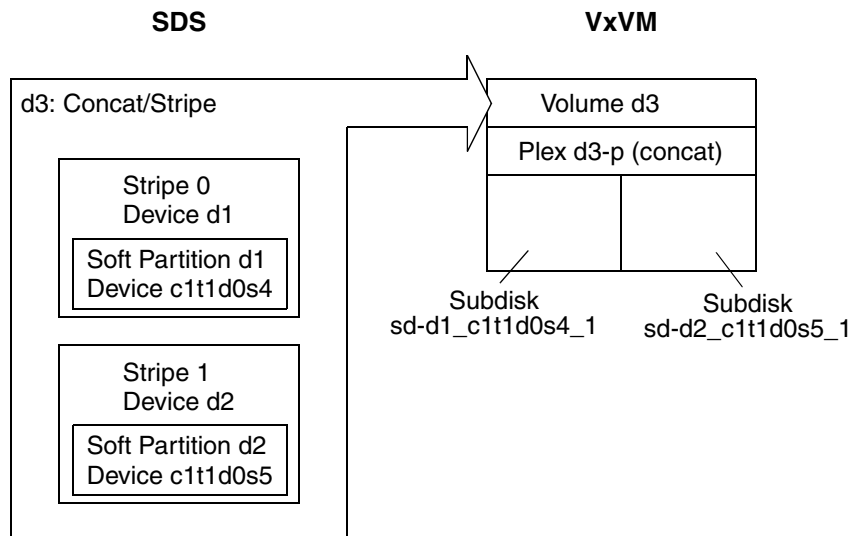 SDS
VxVM
d3: Concat/Stripe
Volume d3
Plex d3-p (concat)
Stripe 0
Device d1
Soft Partition d1
Device c1t1d0s4
Subdisk
sd-d1_c1t1d0s4_1
Subdisk
sd-d2_c1t1d0s5_1
Stripe 1
Device d2
Soft Partition d2
Device c1t1d0s5